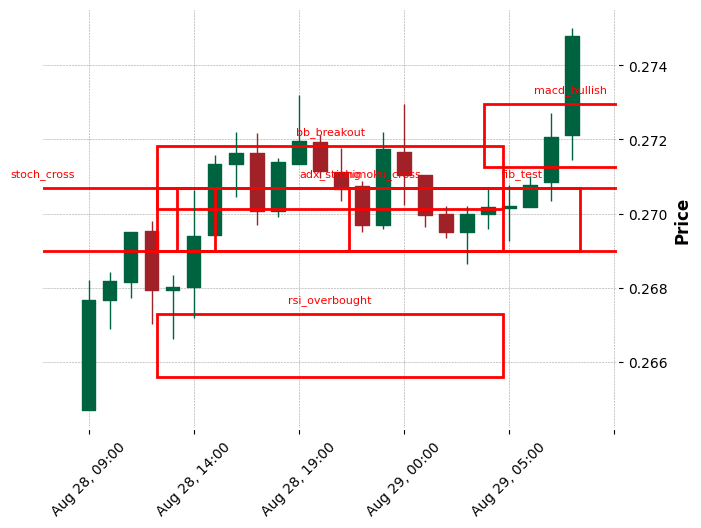 0.274
macd_bullish
0.272
bb_breakout
stoch_cross
fib_test
0.270
Price
0.268
rsi_overbought
0.266
Aug 28, 09:00
Aug 28, 14:00
Aug 28, 19:00
Aug 29, 00:00
Aug 29, 05:00